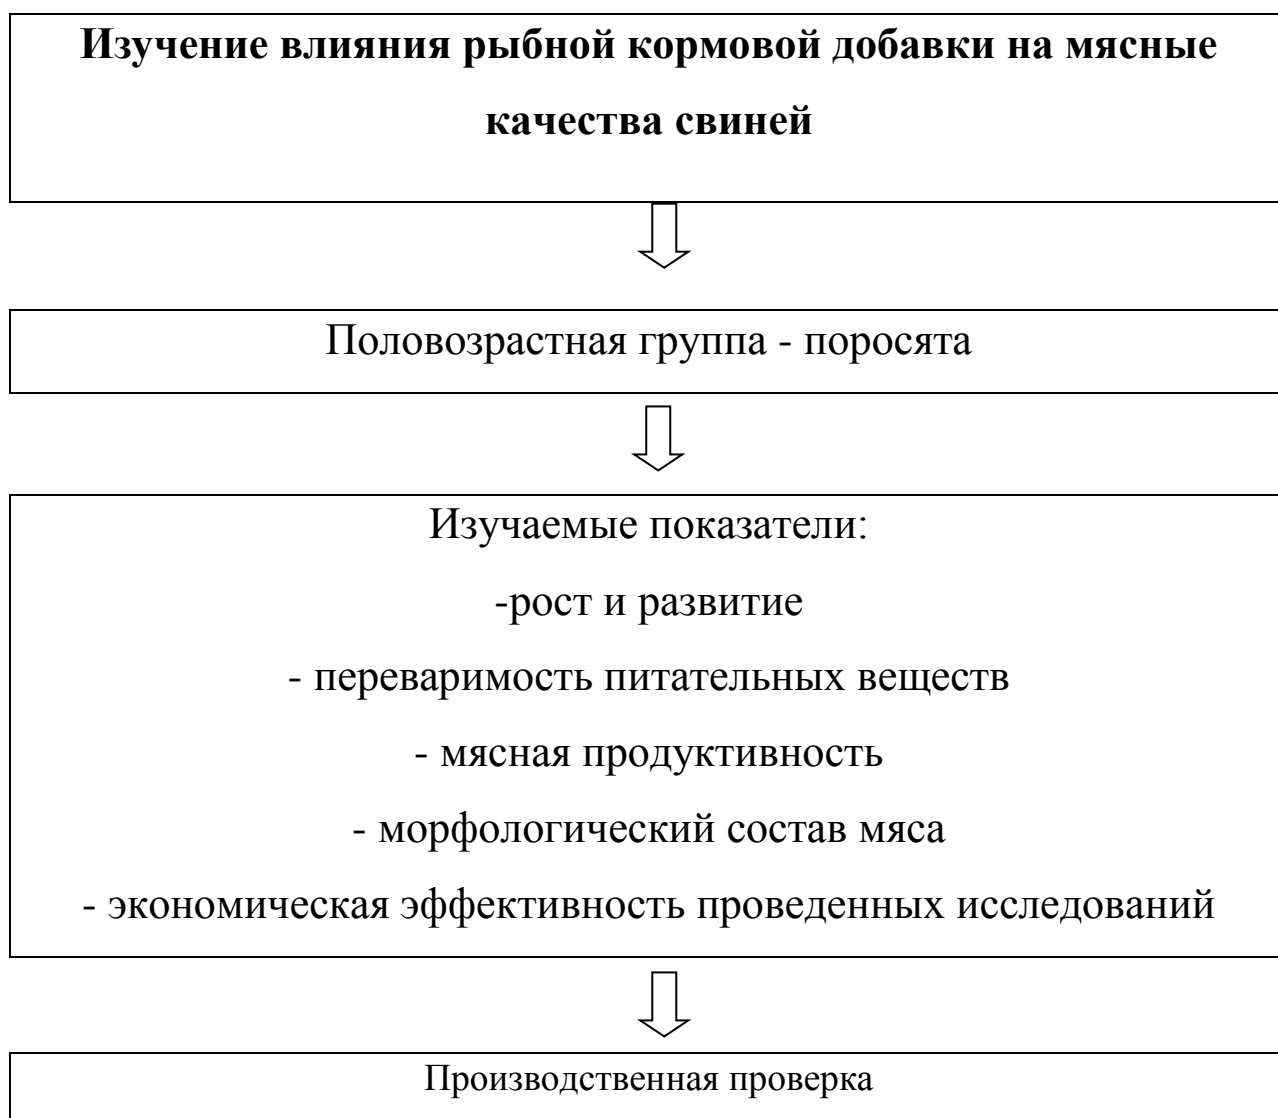 Изучение влияния рыбной кормовой добавки на мясные
качества свиней
Половозрастная группа - поросята
Изучаемые показатели:
-рост и развитие
- переваримость питательных веществ
- мясная продуктивность
- морфологический состав мяса
- экономическая эффективность проведенных исследований
Производственная проверка